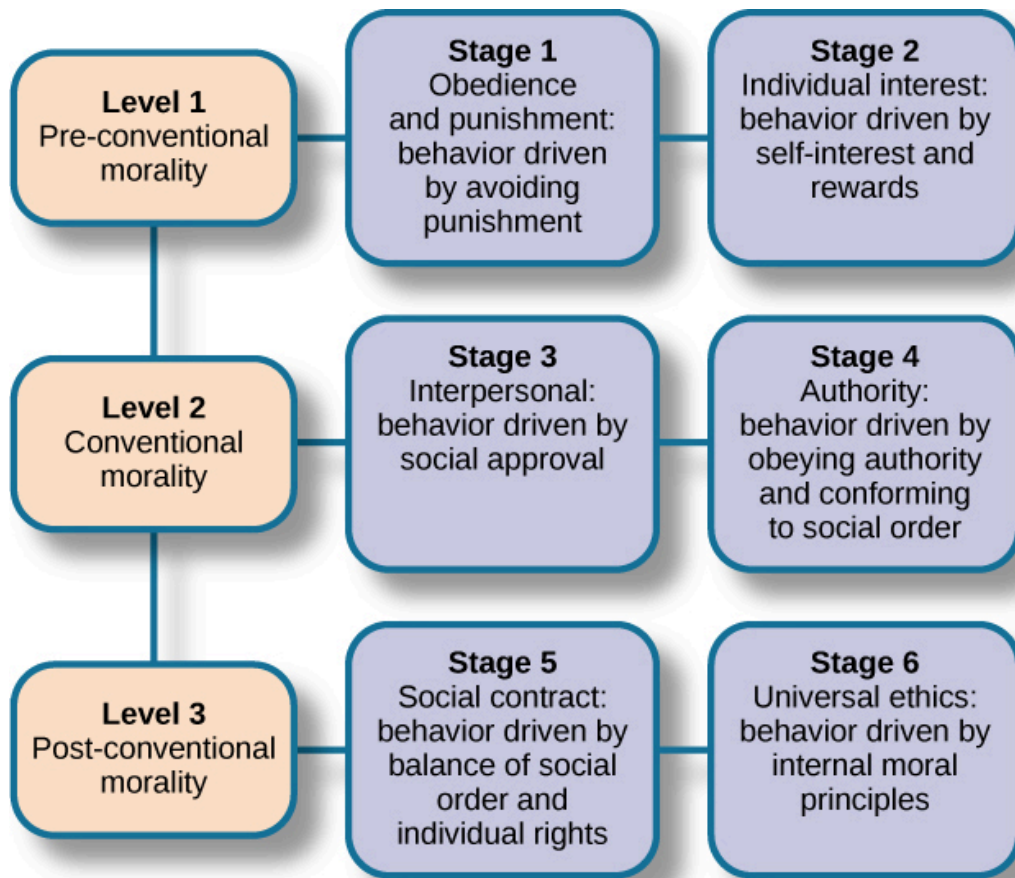 Level 1
Pre-conventional
morality
Stage 1
Obedience
and punishment:
behavior driven
by avoiding
punishment
Stage 2
Individual interest:
behavior driven by
self-interest and
rewards
Level 2
Conventional
morality
Stage 3
Interpersonal:
behavior driven by
social approval
Stage 4
Authority:
behavior driven by
obeying authority
and conforming
to social order
Level 3
Post-conventional
morality
Stage 5
Social contract:
behavior driven by
balance of social
order and
individual rights
Stage 6
Universal ethics:
behavior driven by
internal moral
principles